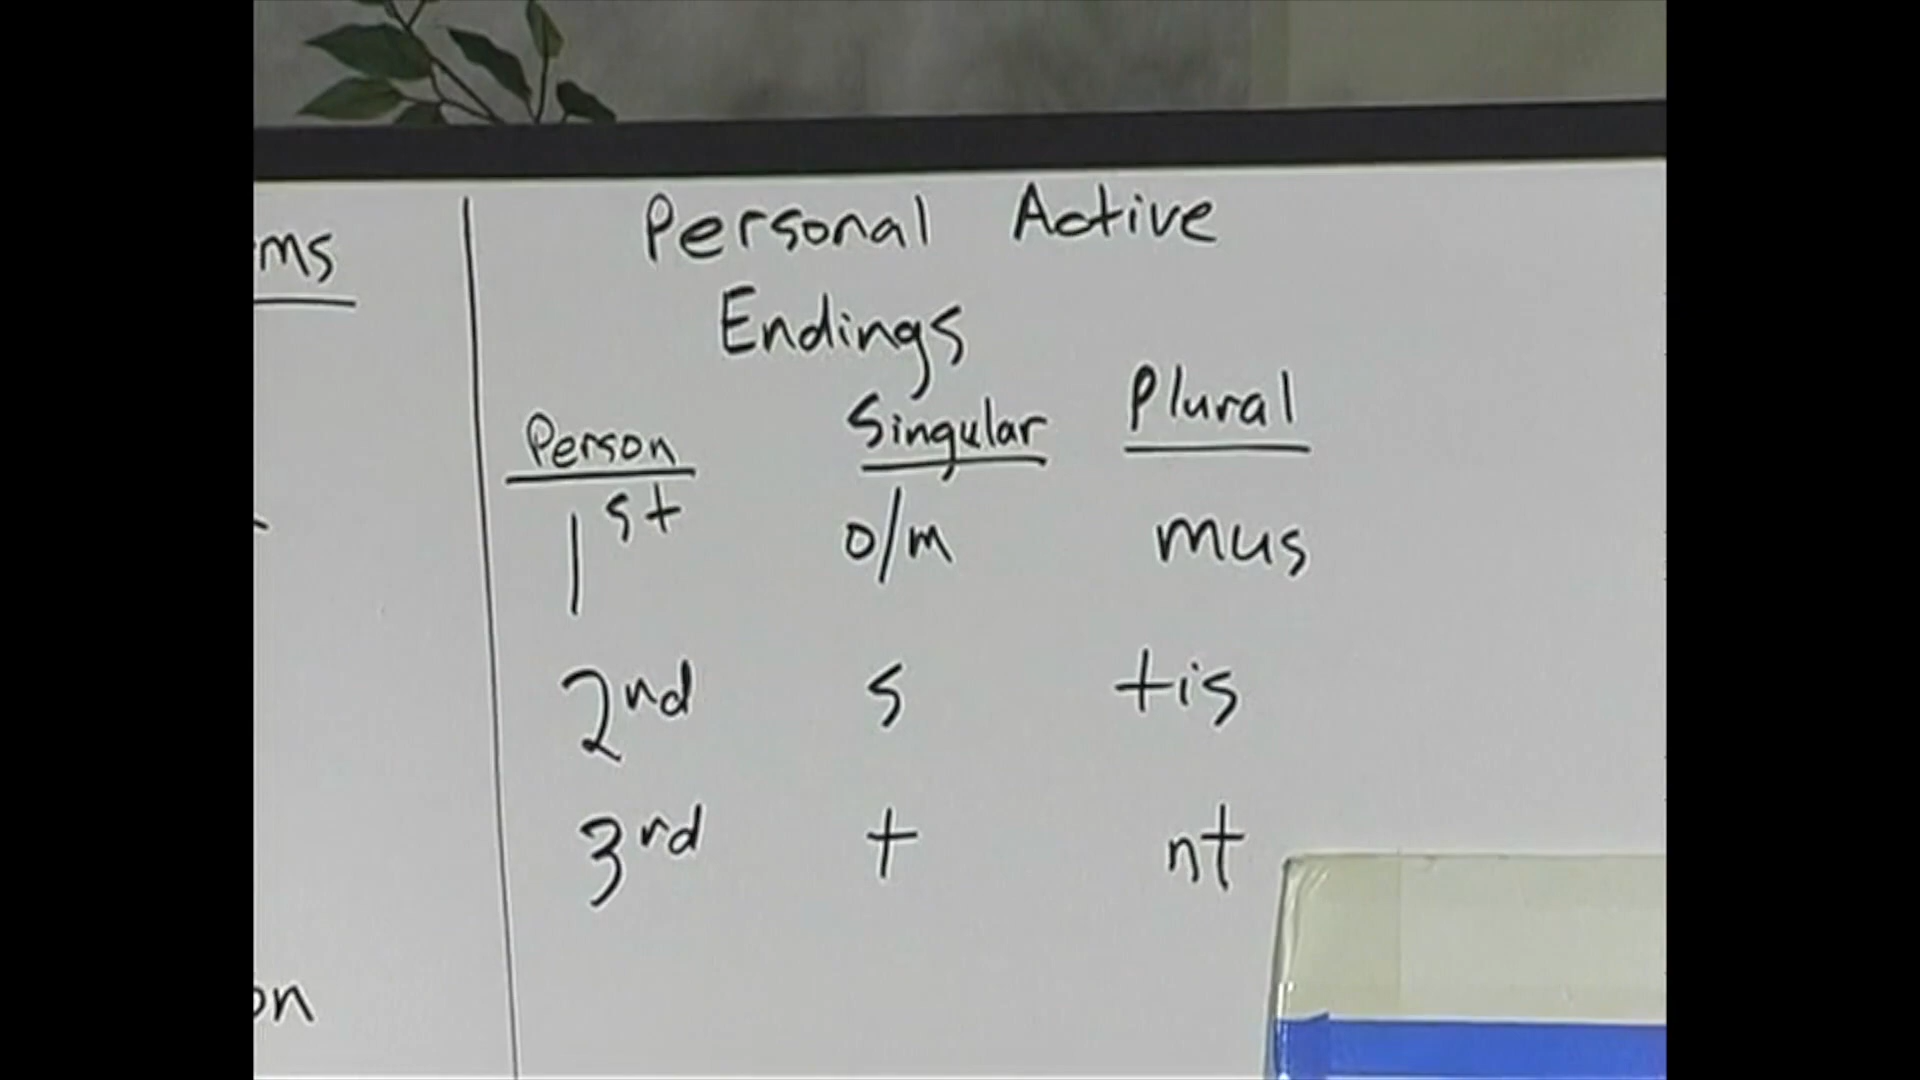 ms
Personal Active
Endings
Person Singular Plural
1st o/m mus
2nd s tis
3rd t nt
on